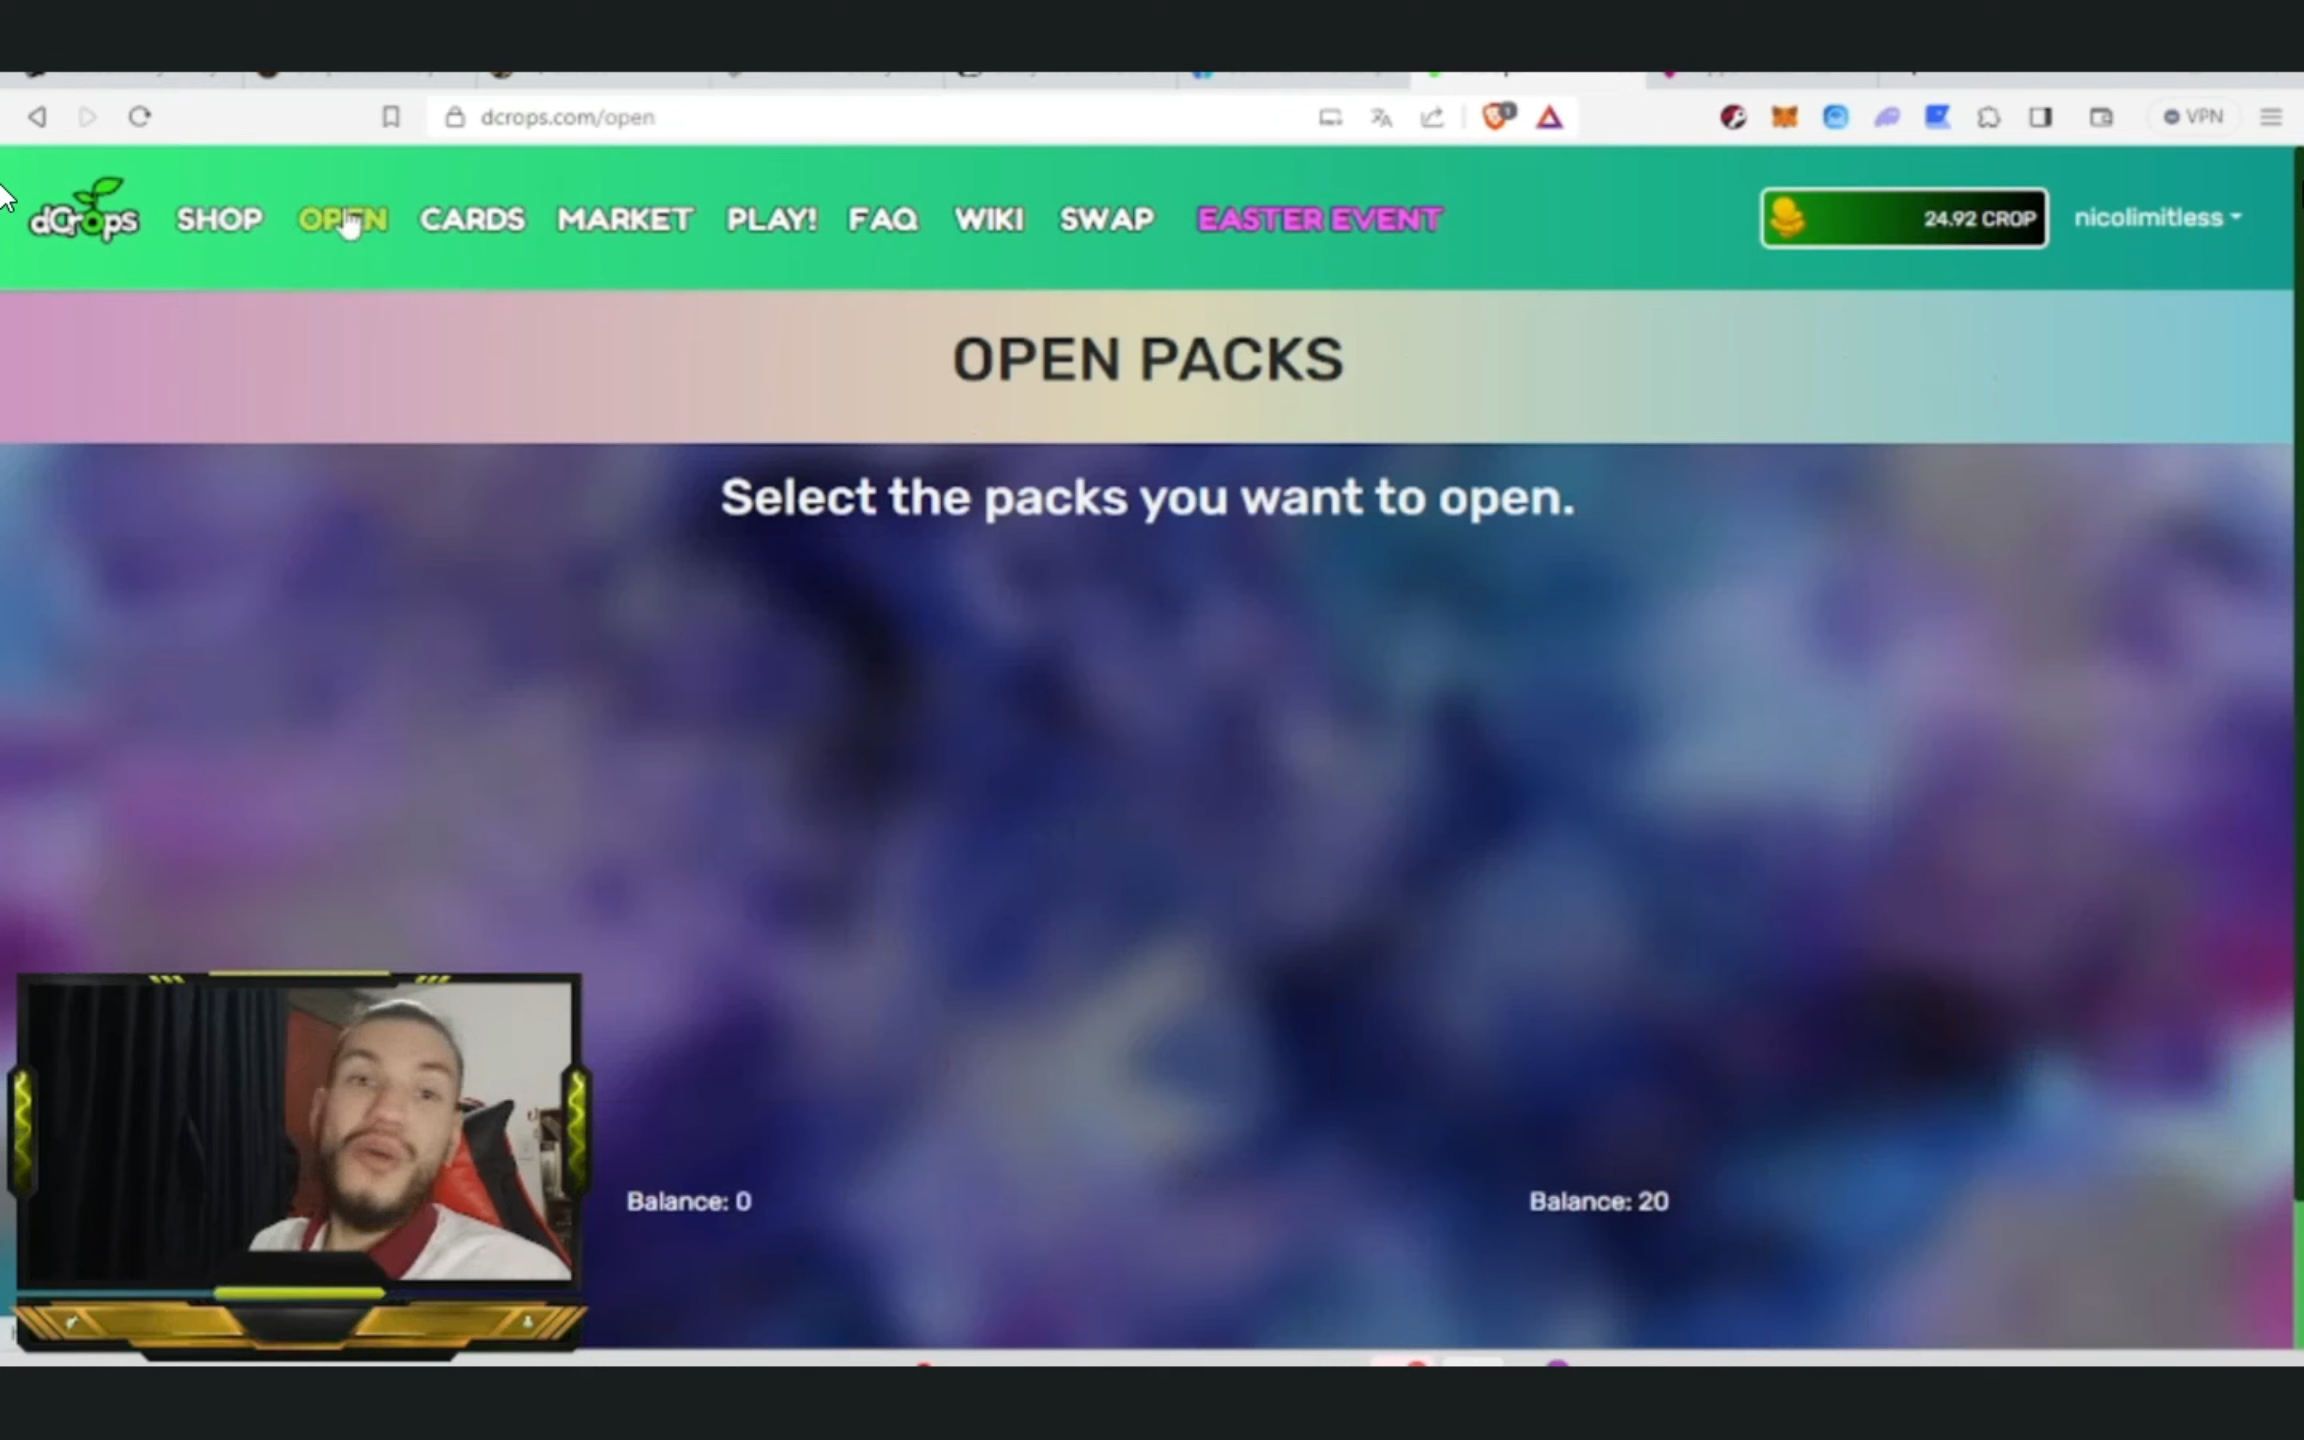 dcrops.com/open
VPN
dCrops SHOP OPEN CARDS MARKET PLAY! FAQ WIKI SWAP EASTER EVENT 24.92 CROP nicolimitless
OPEN PACKS
Select the packs you want to open.
Balance: 0 Balance: 20